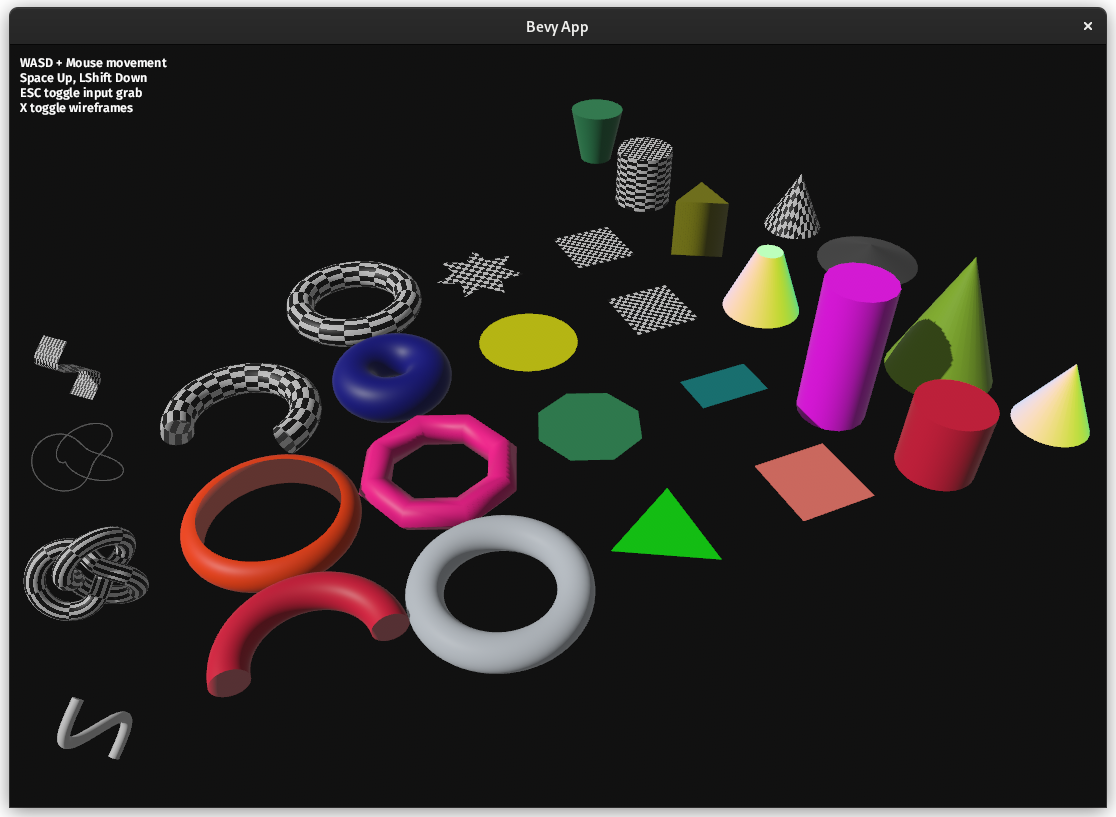 Bevy App
WASD + Mouse movement
Space Up, LShift Down
ESC toggle input grab
X toggle wireframes